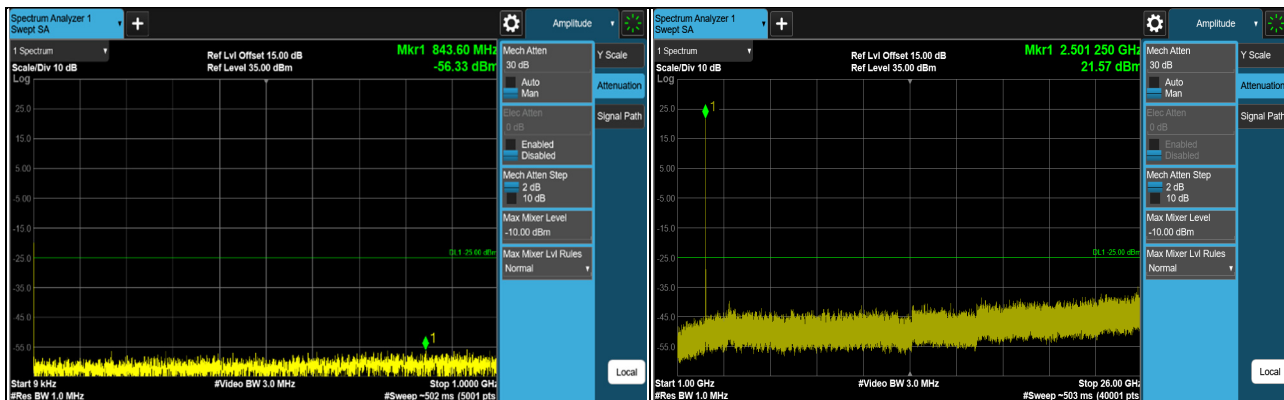 Spectrum Analyzer 1
Swept SA
+
Amplitude
1 Spectrum
Ref Lvl Offset 15.00 dB
Mkr1 843.60 MHz
Scale/Div 10 dB
Ref Level 35.00 dBm
-56.33 dBm
Log
25.0
15.0
5.00
-5.00
-15.0
-25.0
-35.0
-45.0
-55.0
1
DL1 -25.00 dBm
Start 9 kHz
#Video BW 3.0 MHz
Stop 1.0000 GHz
#Res BW 1.0 MHz
#Sweep ~502 ms (5001 pts)
Mech Atten
30 dB
Auto
Man
Elec Atten
0 dB
Enabled
Disabled
Mech Atten Step
2 dB
10 dB
Max Mixer Level
-10.00 dBm
Max Mixer Lvl Rules
Normal
Y Scale
Attenuation
Signal Path
Local
Spectrum Analyzer 1
Swept SA
+
Amplitude
1 Spectrum
Ref Lvl Offset 15.00 dB
Mkr1 2.501 250 GHz
Scale/Div 10 dB
Ref Level 35.00 dBm
21.57 dBm
Log
25.0
15.0
5.00
-5.00
-15.0
-25.0
-35.0
-45.0
-55.0
1
DL1 -25.00 dBm
Start 1.00 GHz
#Video BW 3.0 MHz
Stop 26.00 GHz
#Res BW 1.0 MHz
#Sweep ~503 ms (40001 pts)
Mech Atten
30 dB
Auto
Man
Elec Atten
0 dB
Enabled
Disabled
Mech Atten Step
2 dB
10 dB
Max Mixer Level
-10.00 dBm
Max Mixer Lvl Rules
Normal
Y Scale
Attenuation
Signal Path
Local